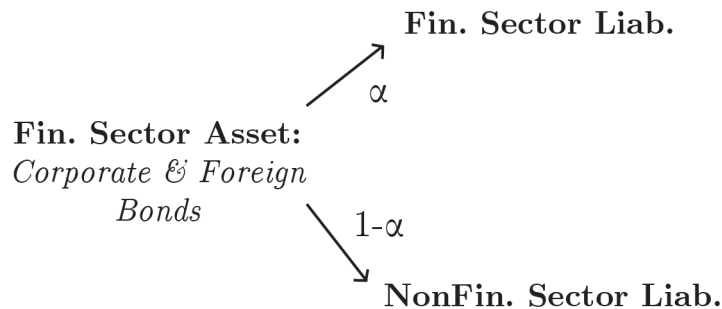 Fin. Sector Liab.
α
Fin. Sector Asset:
Corporate & Foreign
Bonds
1-α
NonFin. Sector Liab.